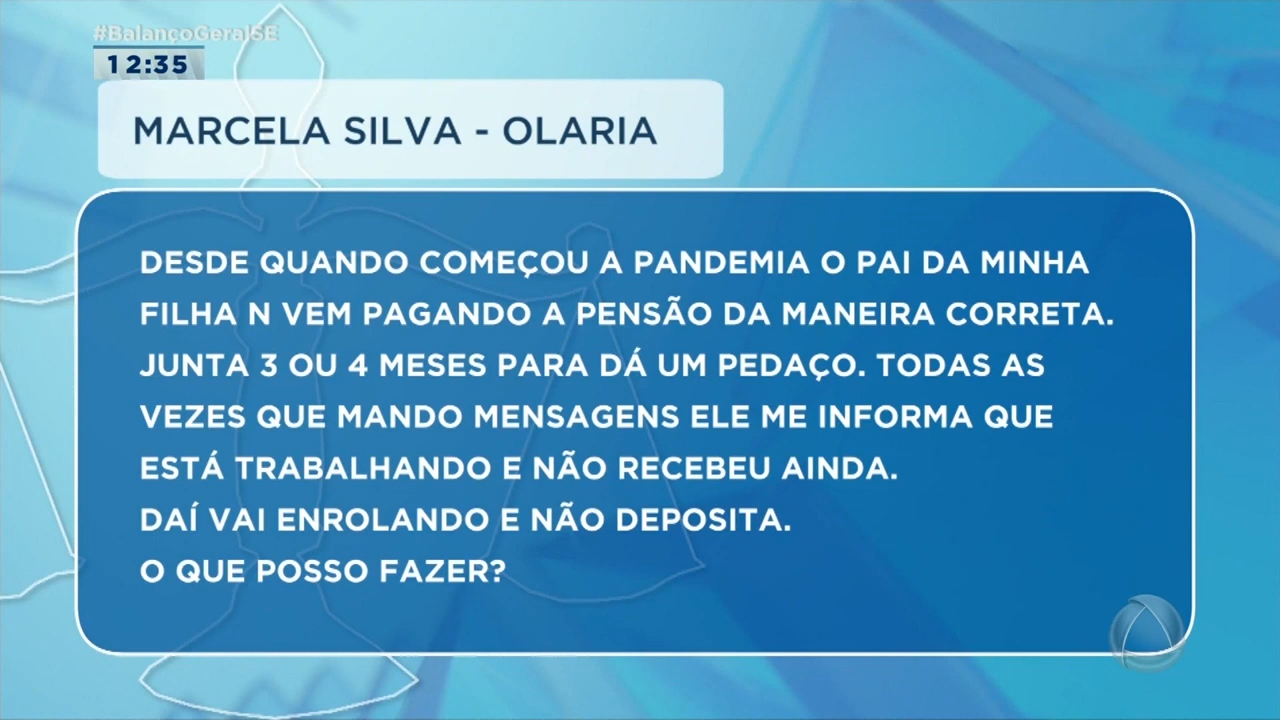 #BalançoGeralSE
12:35
MARCELA SILVA - OLARIA
DESDE QUANDO COMEÇOU A PANDEMIA O PAI DA MINHA
FILHA N VEM PAGANDO A PENSÃO DA MANEIRA CORRETA.
JUNTA 3 OU 4 MESES PARA DÁ UM PEDAÇO. TODAS AS
VEZES QUE MANDO MENSAGENS ELE ME INFORMA QUE
ESTÁ TRABALHANDO E NÃO RECEBEU AINDA.
DAÍ VAI ENROLANDO E NÃO DEPOSITA.
O QUE POSSO FAZER?